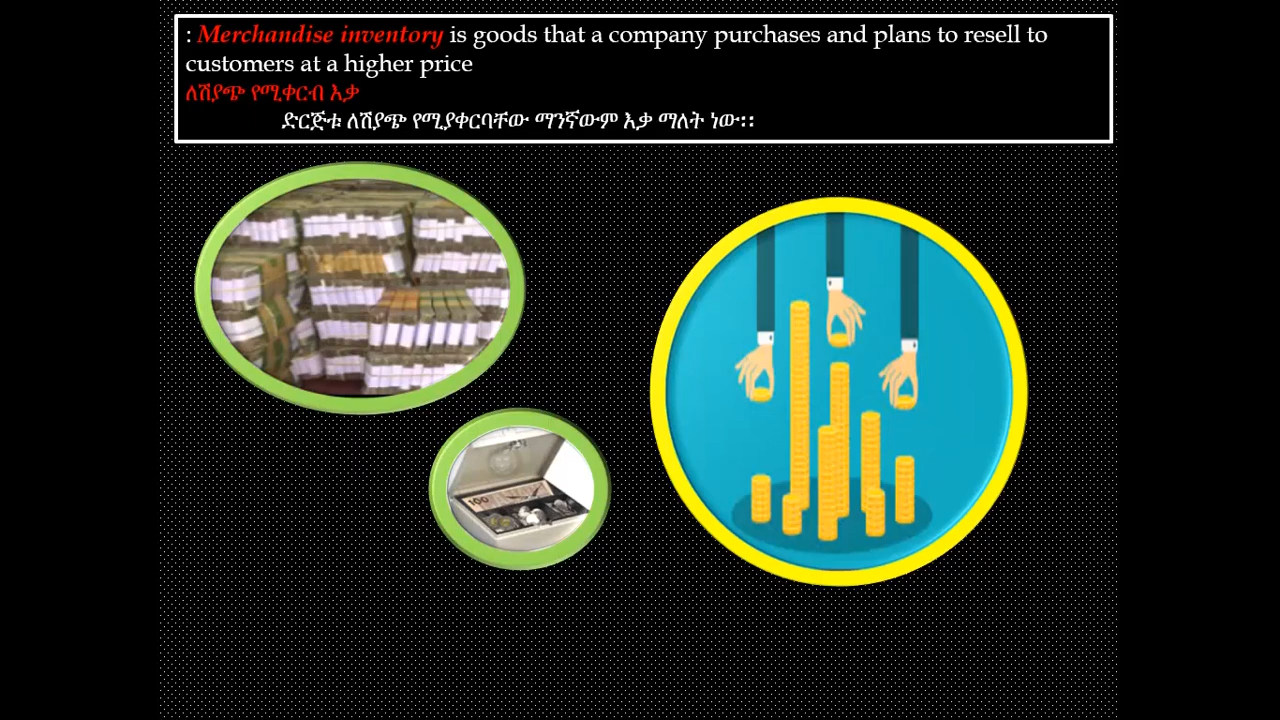 : Merchandise inventory is goods that a company purchases and plans to resell to
customers at a higher price
ለሽያጭ የሚቀርብ እቃ
ድርጅቱ ለሽያጭ የሚያቀርባቸው ማንኛውም እቃ ማለት ነው፡፡
100